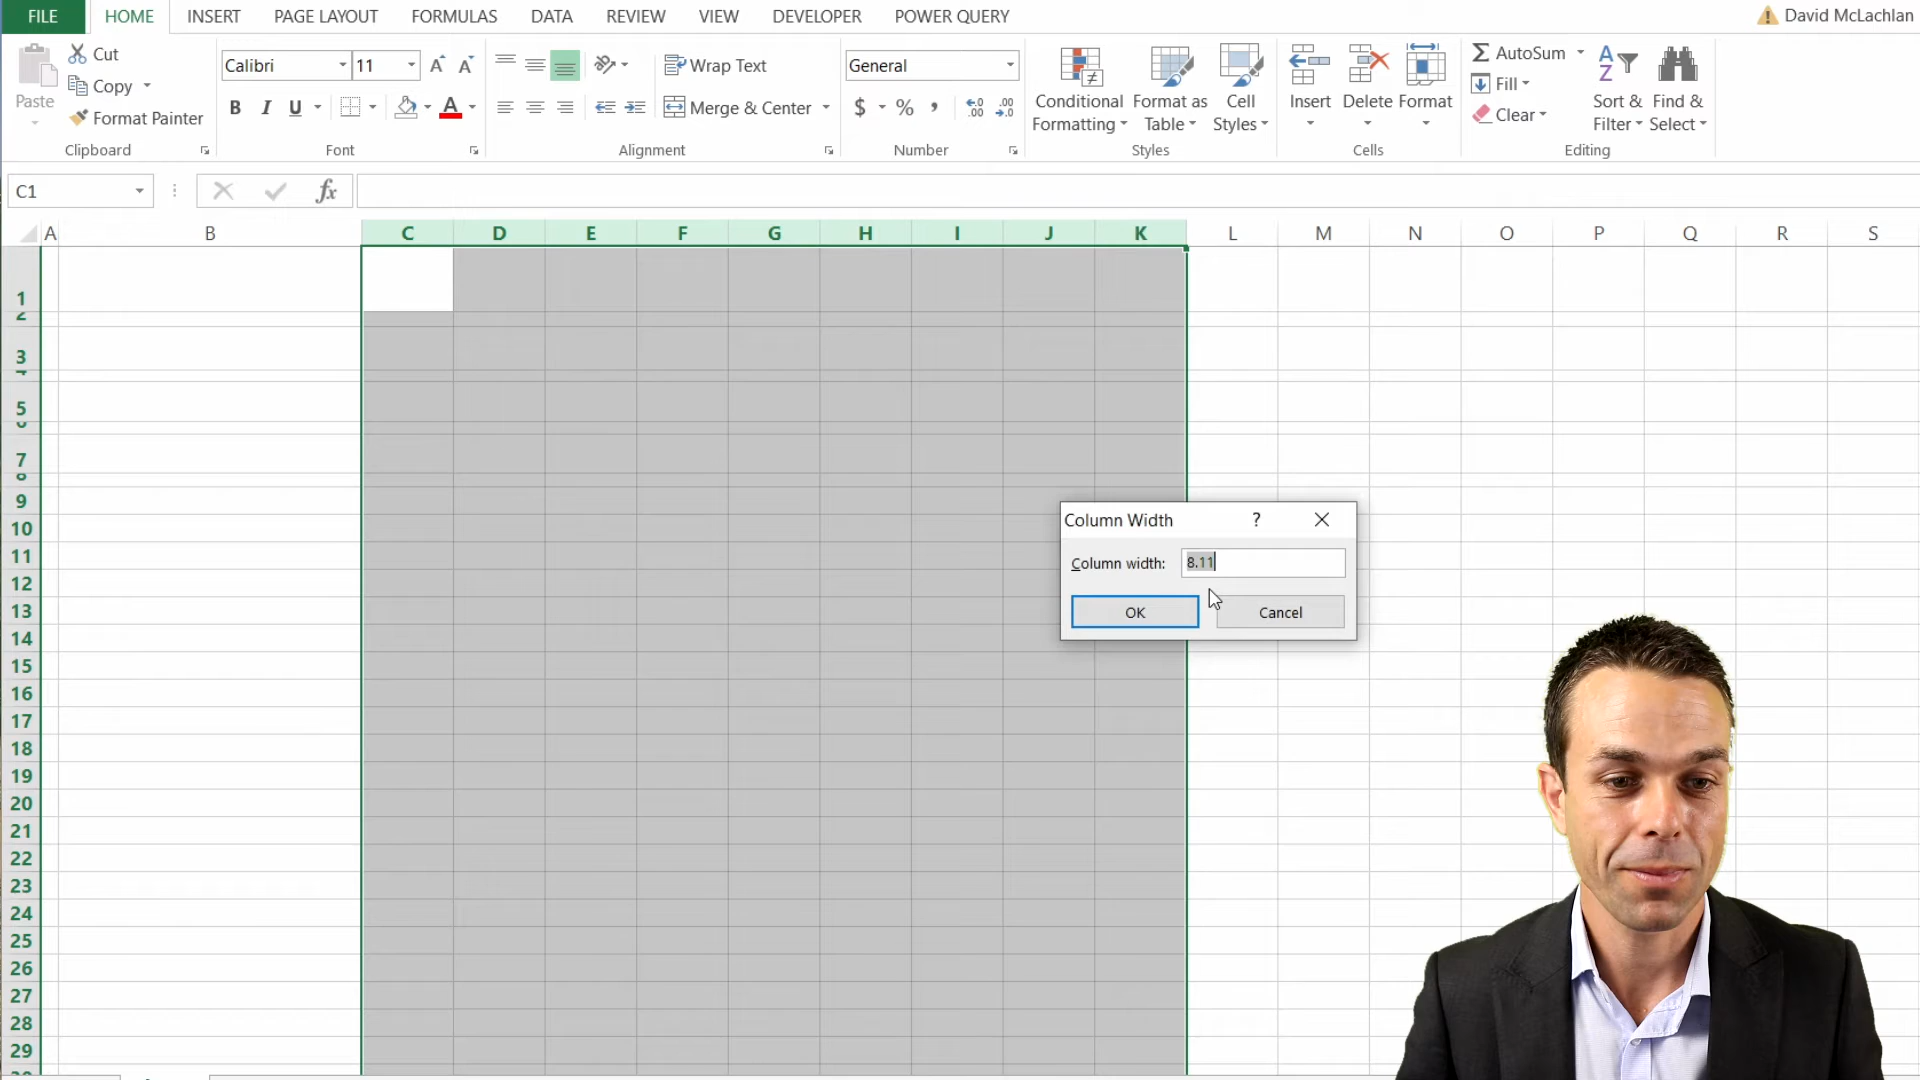 FILE HOME INSERT PAGE LAYOUT FORMULAS DATA REVIEW VIEW DEVELOPER POWER QUERY David McLachlan
Paste
Cut
Copy
Format Painter
Clipboard
Calibri 11
B I U A
Font
Wrap Text
Merge & Center
Alignment
General
$ % ,
Number
Conditional Formatting
Format as Table
Cell Styles
Styles
Insert Delete Format
Cells
AutoSum
Fill
Clear
Sort & Filter
Find & Select
Editing
C1 fx
A B C D E F G H I J K L M N O P Q R S
1
2
3
4
5
6
7
8
9
10
11
12
13
14
15
16
17
18
19
20
21
22
23
24
25
26
27
28
29
Column Width ?
Column width: 8.11
OK Cancel